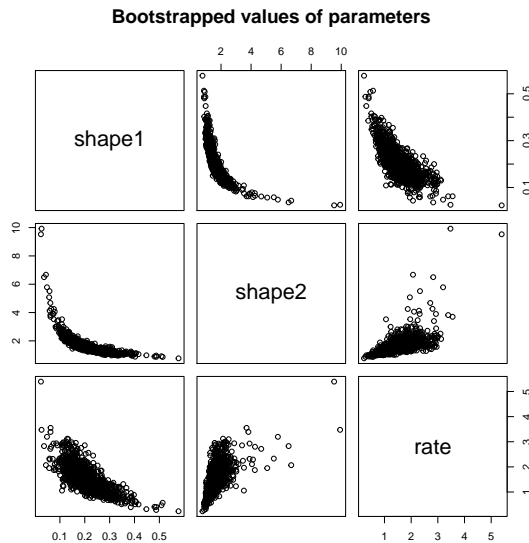 Bootstrapped values of parameters
2 4 6 8 10
shape1
0.1 0.3 0.5
2 4 6 8 10
shape2
rate
1 2 3 4 5
0.1 0.2 0.3 0.4 0.5
1 2 3 4 5